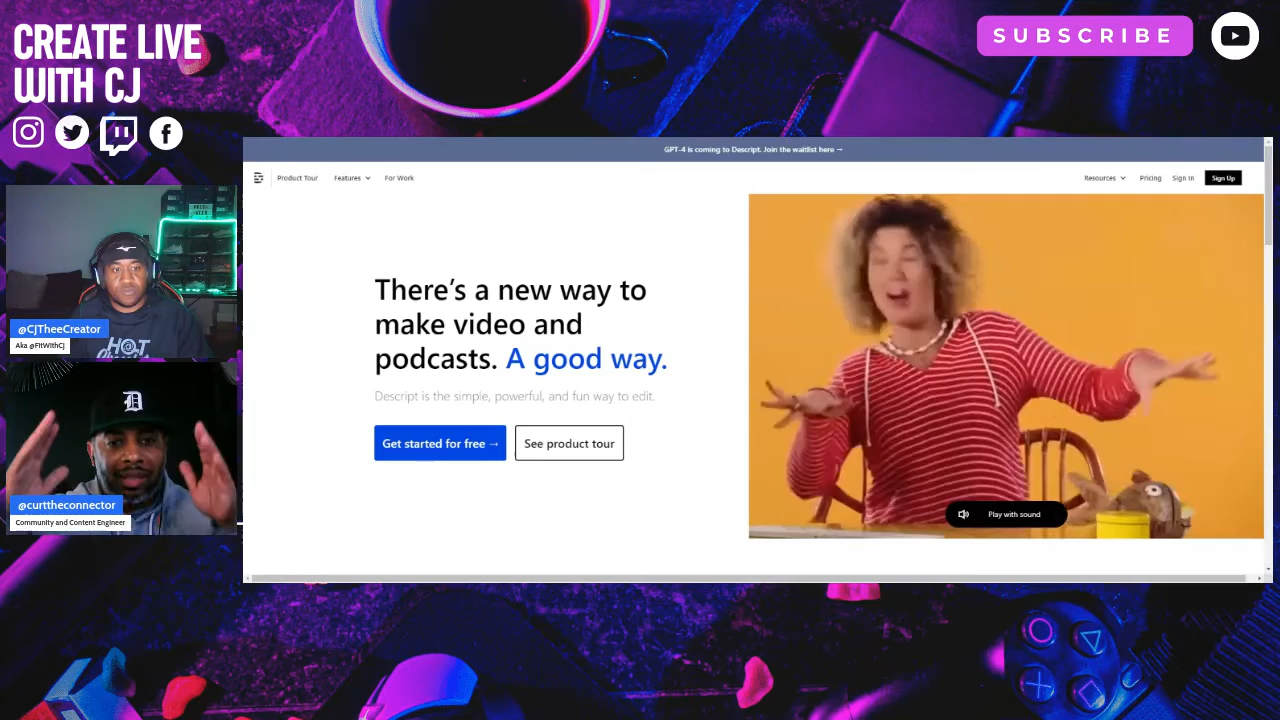 CREATE LIVE
WITH CJ
SUBSCRIBE
GPT-4 is coming to Descript. Join the waitlist here →
Product Tour
Features
For Work
Resources
Pricing
Sign In
Sign Up
There's a new way to
make video and
podcasts. A good way.
Descript is the simple, powerful, and fun way to edit.
Get started for free →
See product tour
Play with sound
@CJTheeCreator
Aka @FitWithCJ
HOT
D
@curttheconnector
Community and Content Engineer